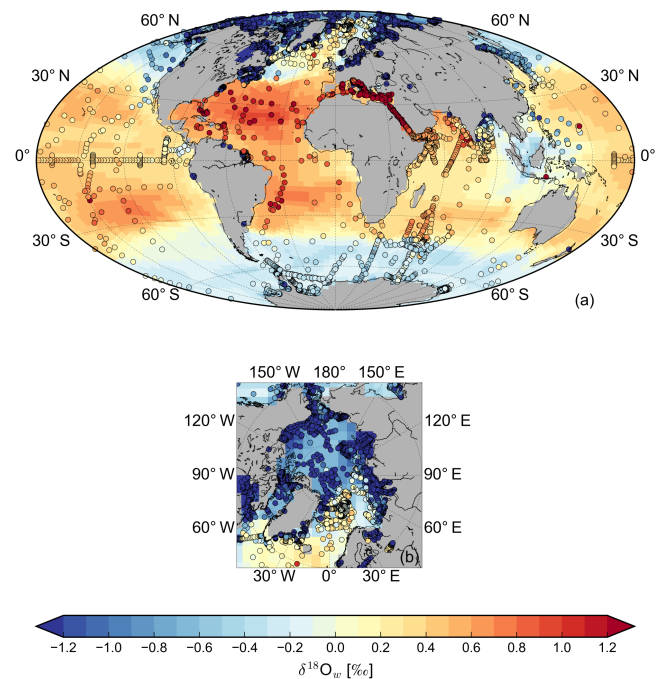 60° N 60° N
30° N 30° N
0° 0°
30° S 30° S
60° S 60° S
(a)
150° W 180° 150° E
120° W 120° E
90° W 90° E
60° W 60° E
(b)
30° W 0° 30° E
−1.2 −1.0 −0.8 −0.6 −0.4 −0.2 0.0 0.2 0.4 0.6 0.8 1.0 1.2
δ¹⁸O_w [‰]